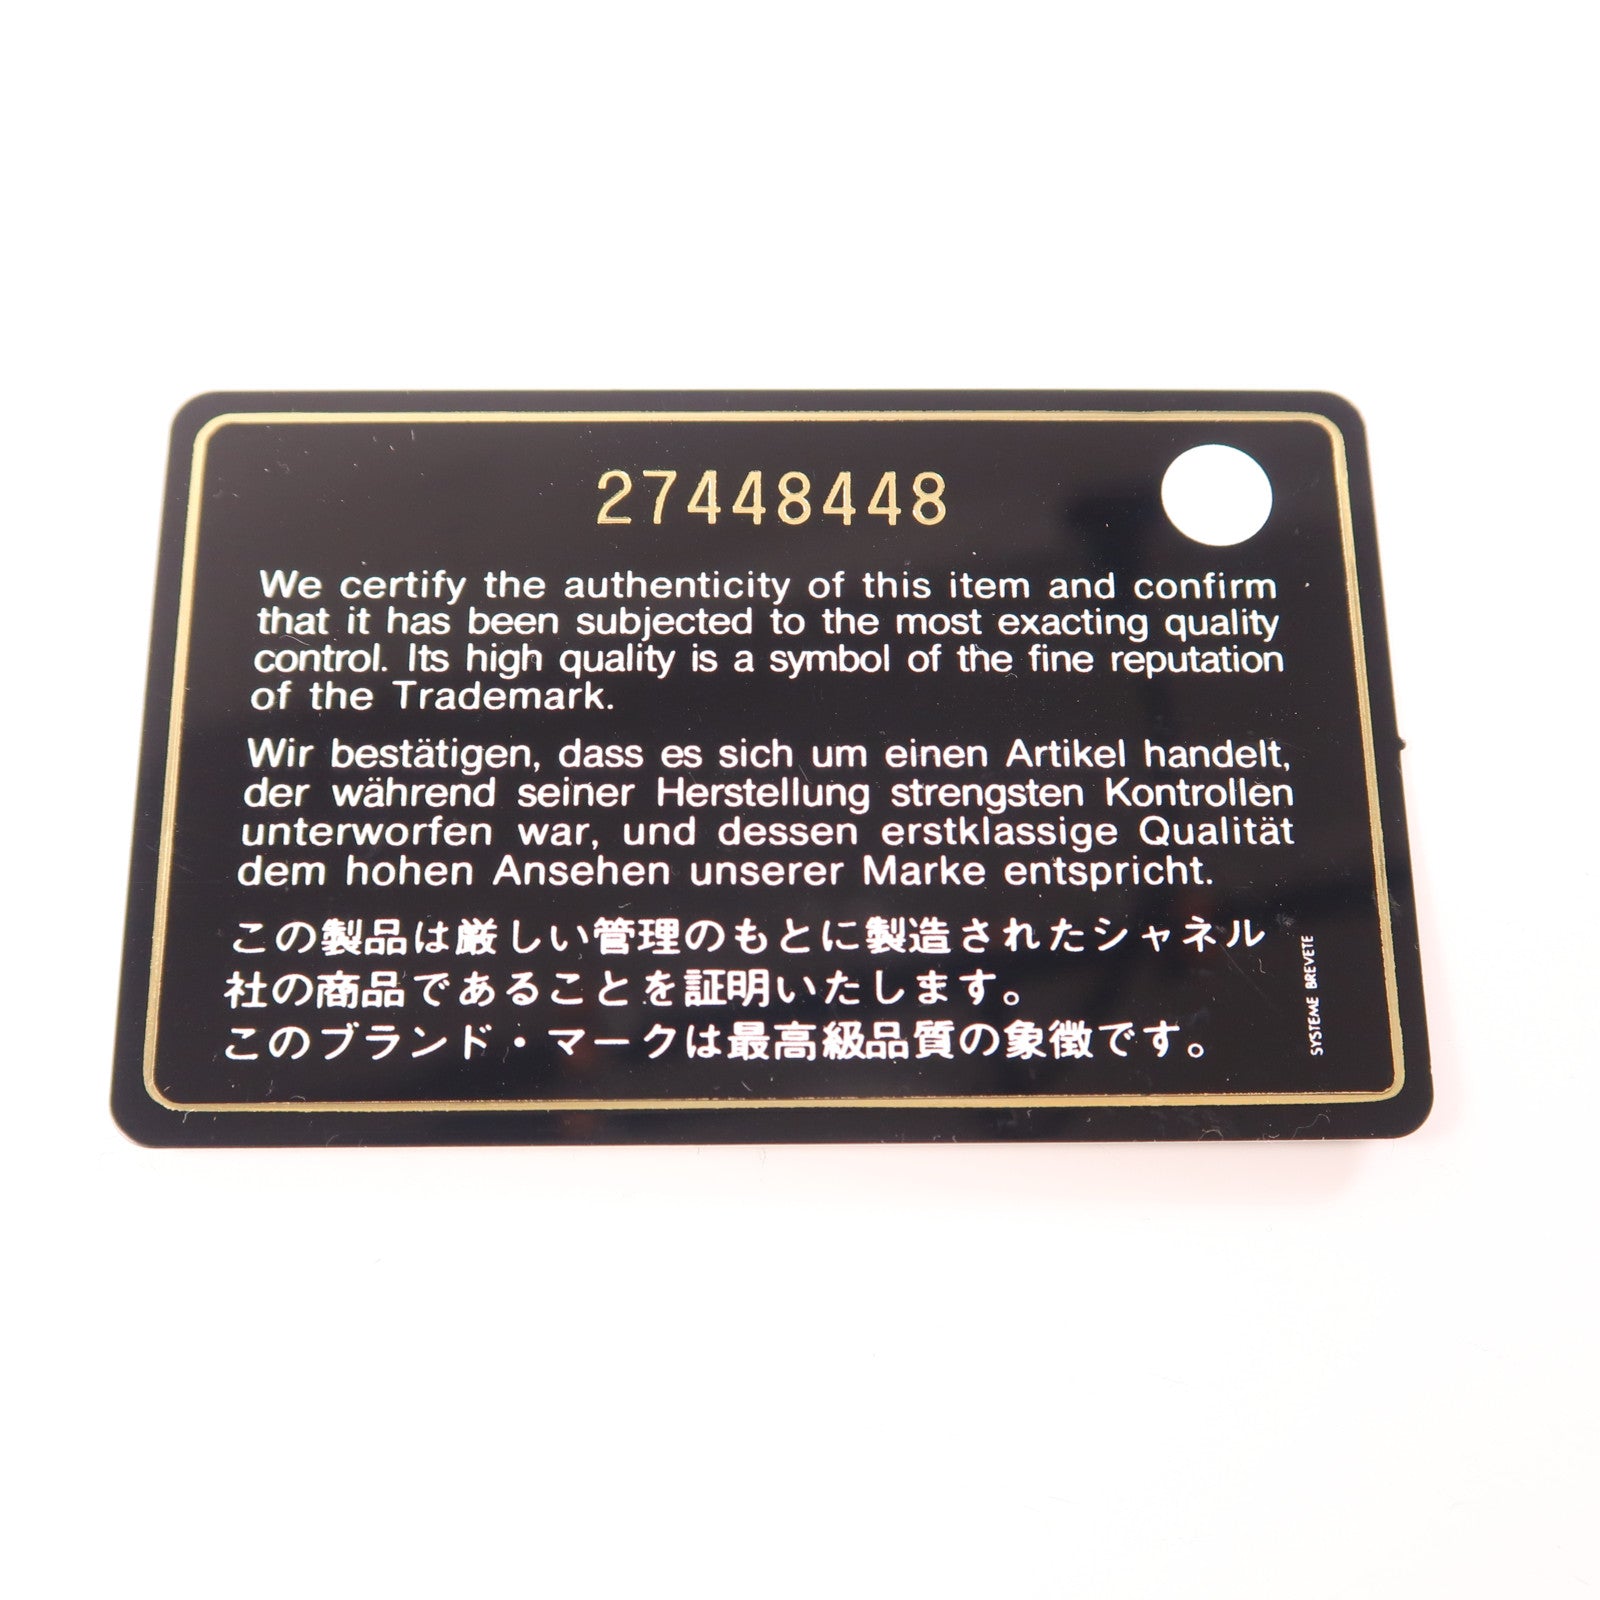 27448448
We certify the authenticity of this item and confirm
that it has been subjected to the most exacting quality
control. Its high quality is a symbol of the fine reputation
of the Trademark.
Wir bestätigen, dass es sich um einen Artikel handelt,
der während seiner Herstellung strengsten Kontrollen
unterworfen war, und dessen erstklassige Qualität
dem hohen Ansehen unserer Marke entspricht.
この製品は厳しい管理のもとに製造されたシャネル
社の商品であることを証明いたします。
このブランド・マークは最高級品質の象徴です。
SYSTEME BREVETE